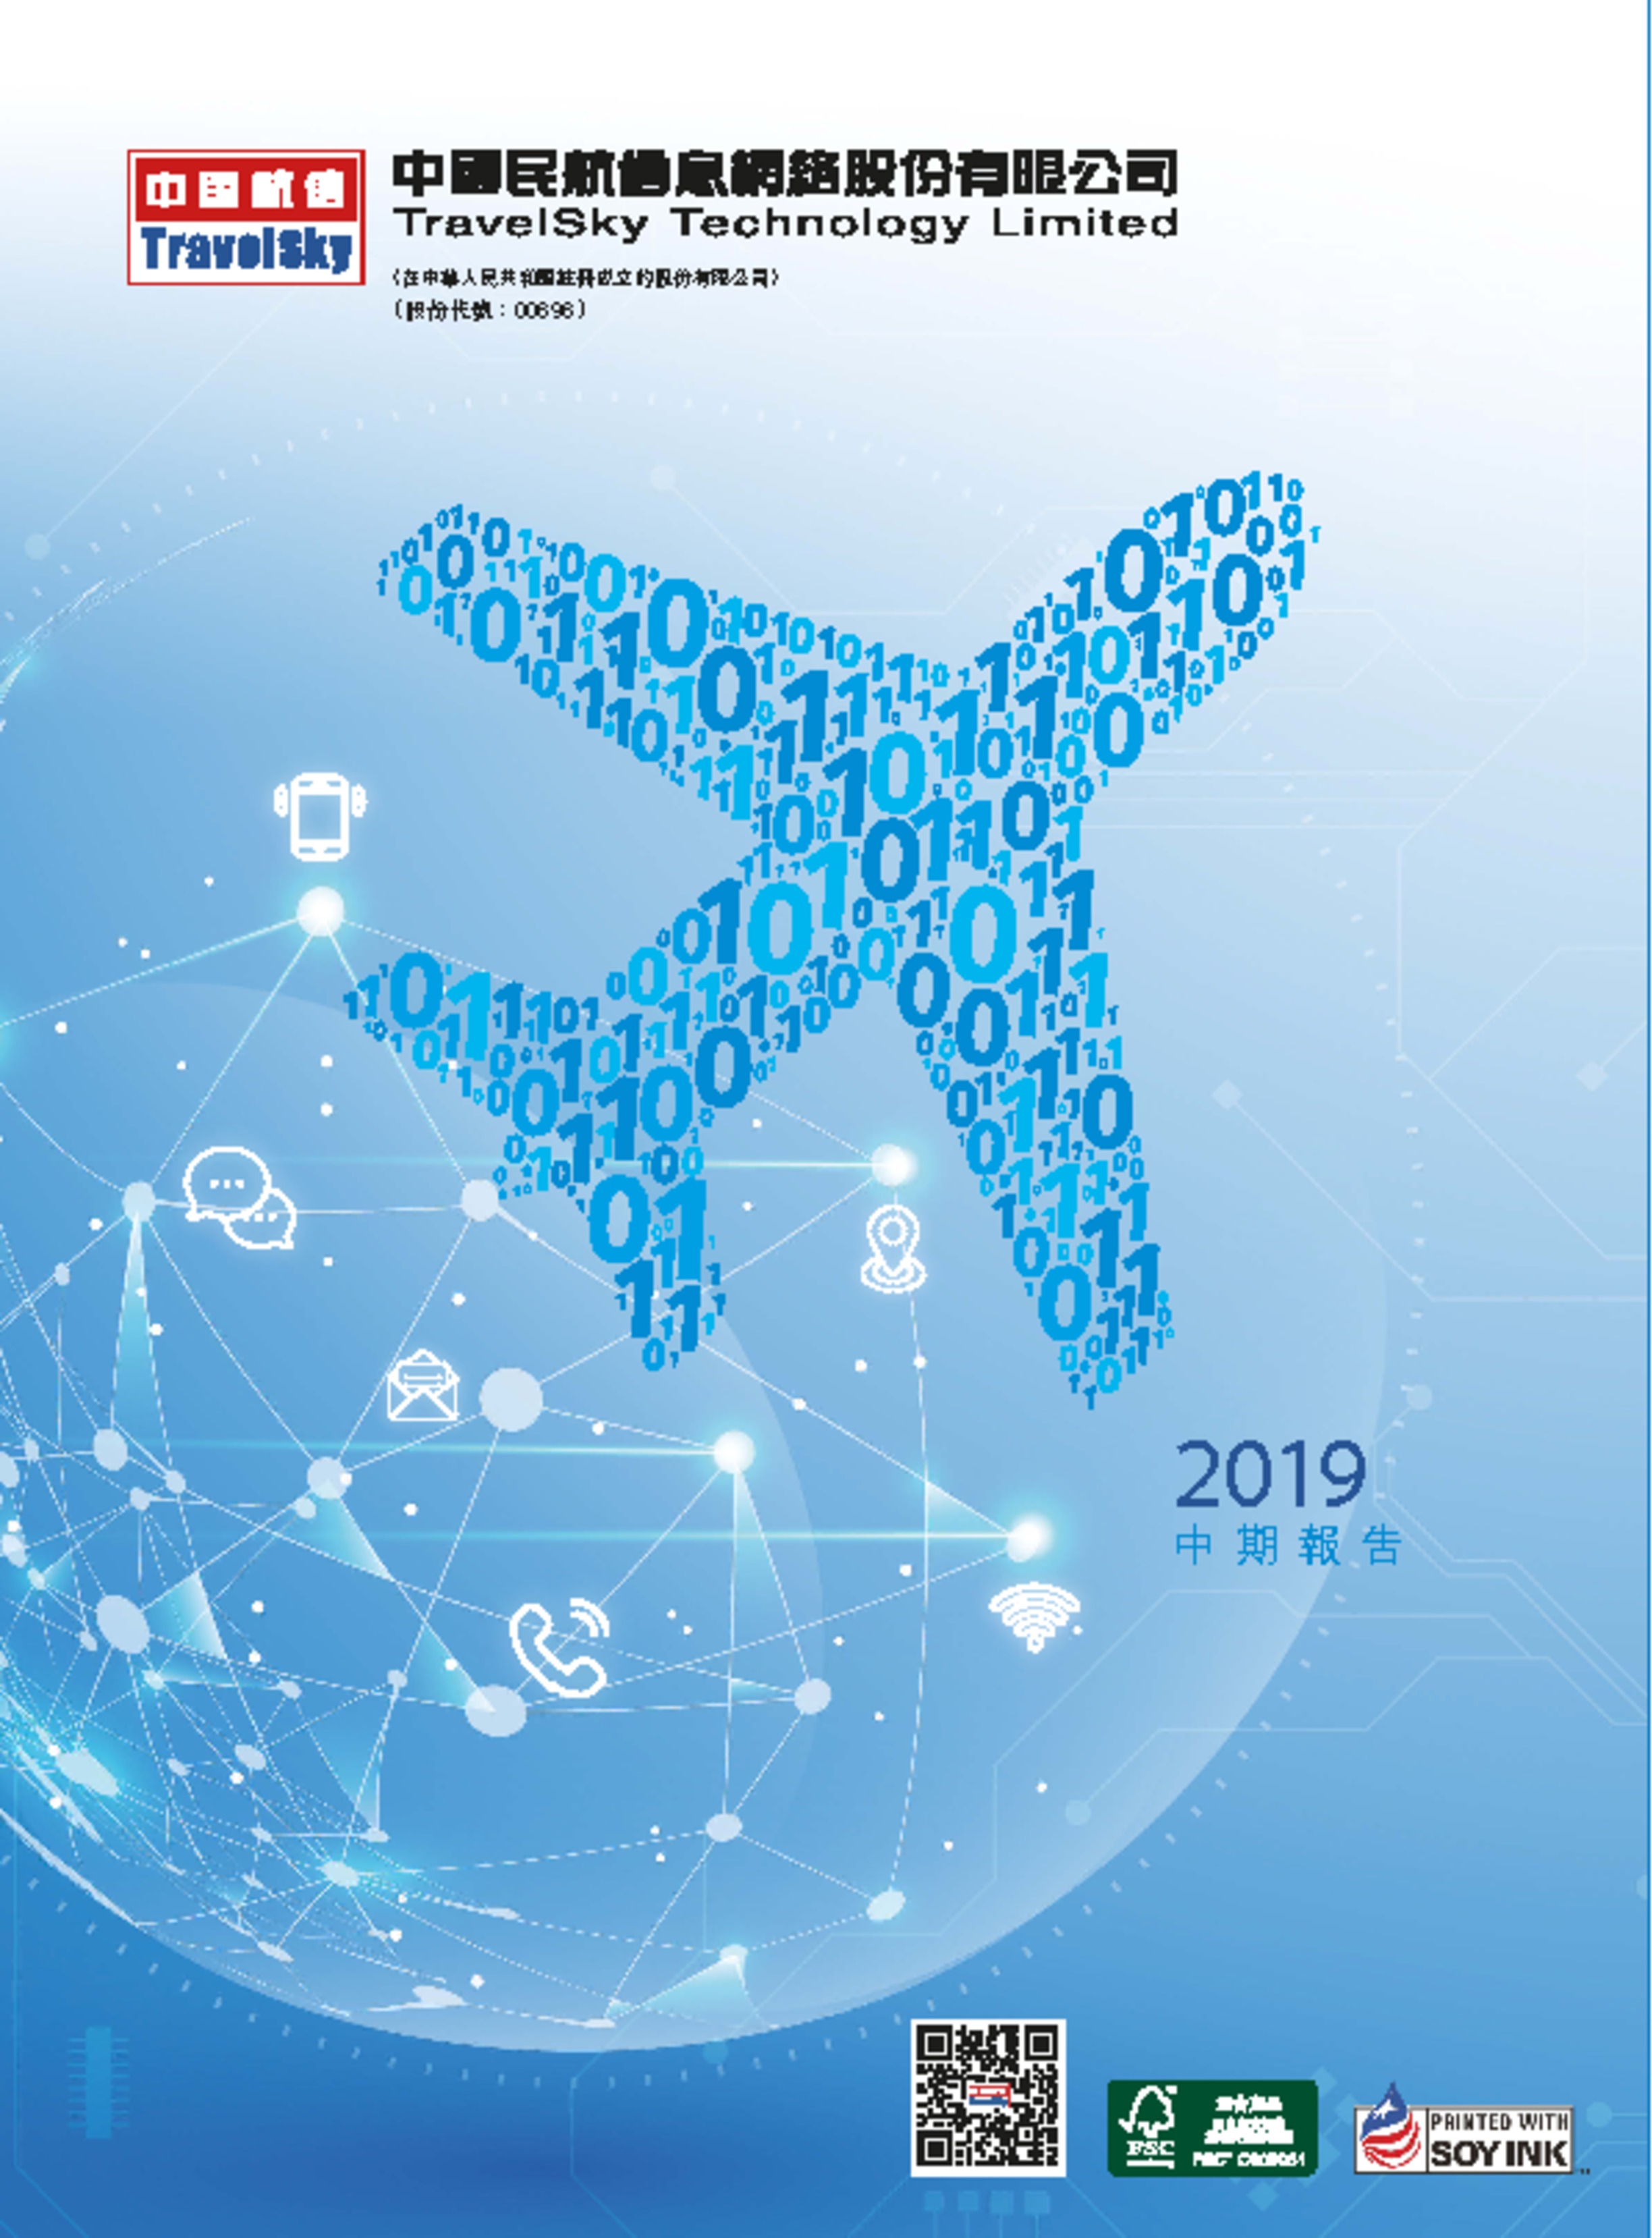 中国航信
TravelSky
中國民航信息網絡股份有限公司
TravelSky Technology Limited
(在中華人民共和國註冊成立的股份有限公司)
(股份代號：00696)
2019
中期報告
FSC
PRINTED WITH
SOY INK